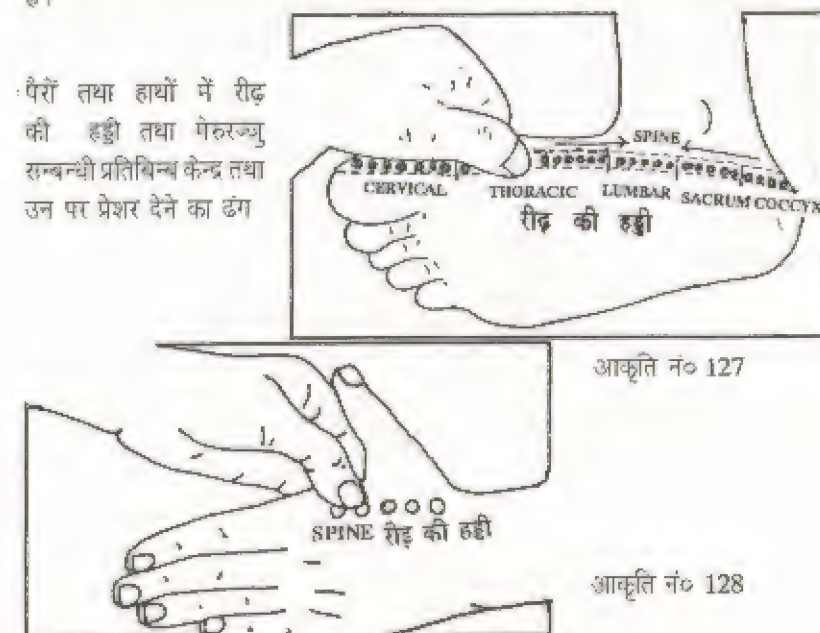 है।
पैरों तथा हाथों में रीढ़
की हड्डी तथा मेरुरज्जु
सम्बन्धी प्रतिबिम्ब केन्द्र तथा
उन पर प्रेशर देने का ढंग
SPINE
CERVICAL THORACIC LUMBAR SACRUM COCCYX
रीढ़ की हड्डी
आकृति नं० 127
SPINE रीढ़ की हड्डी
आकृति नं० 128